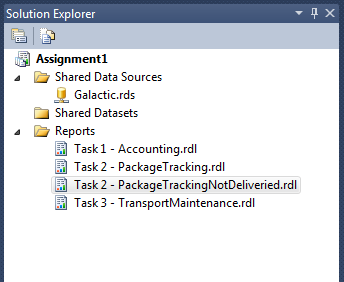 Solution Explorer
Assignment1
Shared Data Sources
Galactic.rds
Shared Datasets
Reports
Task 1 - Accounting.rdl
Task 2 - PackageTracking.rdl
Task 2 - PackageTrackingNotDeliveried.rdl
Task 3 - TransportMaintenance.rdl